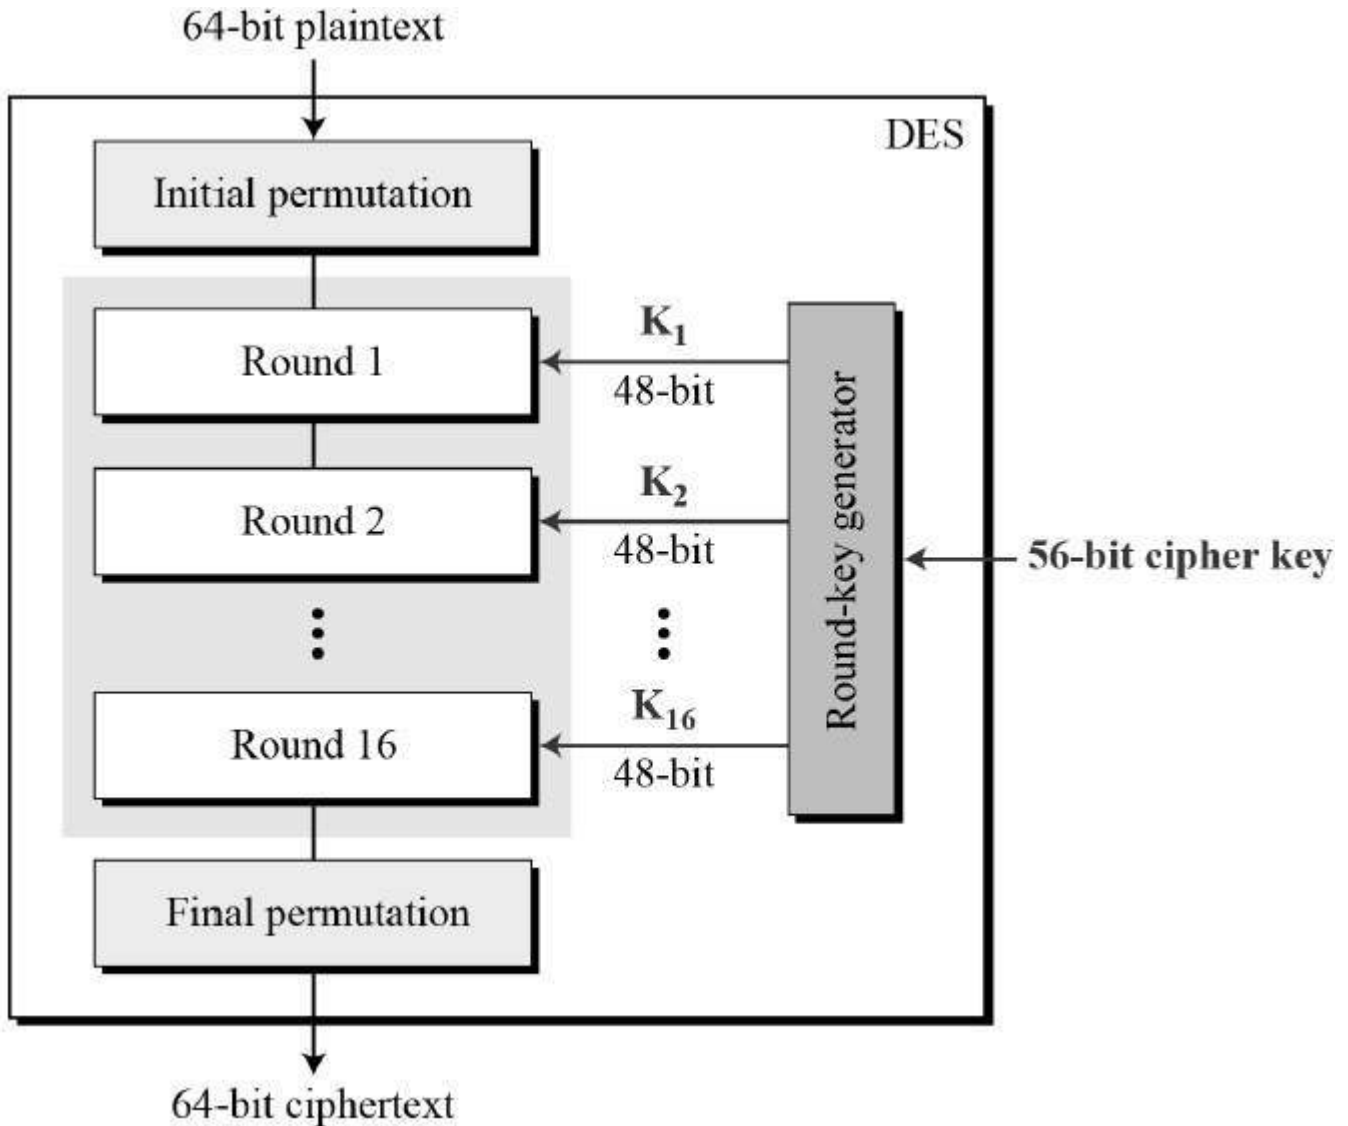 64-bit plaintext
DES
Initial permutation
Round 1
K1
48-bit
Round 2
K2
48-bit
Round-key generator
56-bit cipher key
Round 16
K16
48-bit
Final permutation
64-bit ciphertext